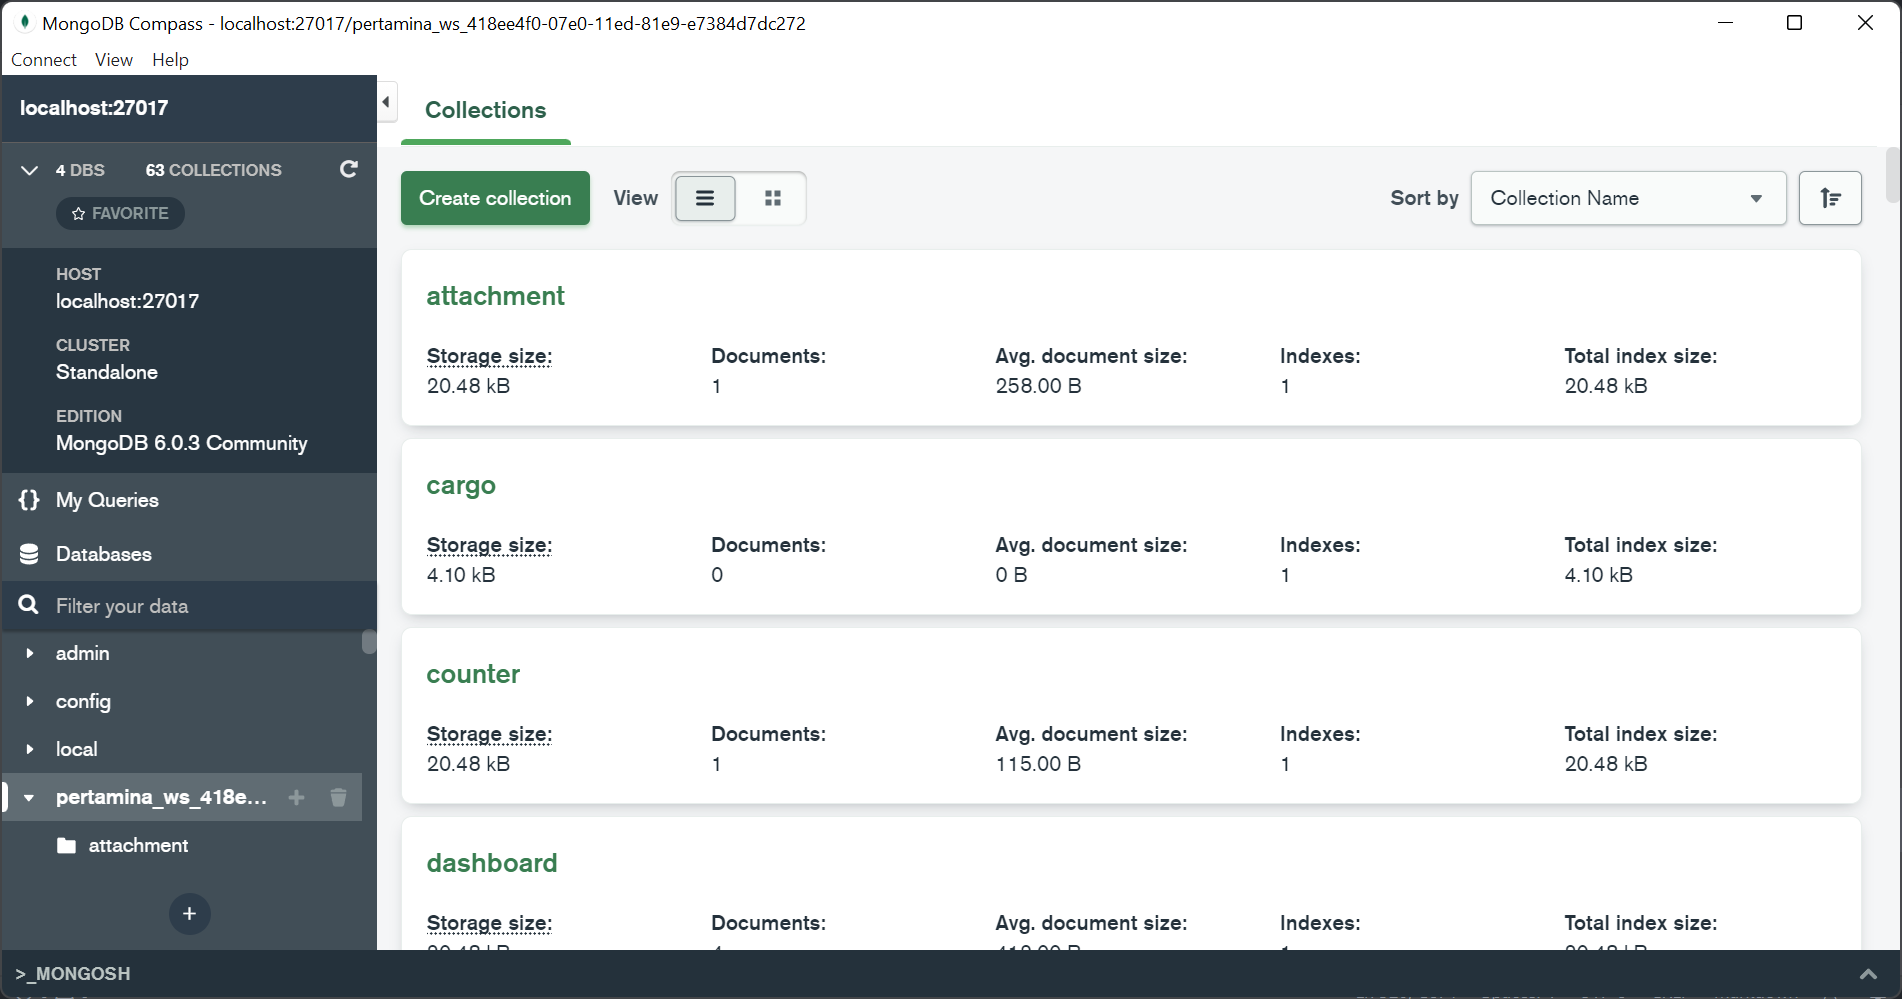 MongoDB Compass - localhost:27017/pertamina_ws_418ee4f0-07e0-11ed-81e9-e7384d7dc272
Connect View Help
localhost:27017
4 DBS 63 COLLECTIONS
FAVORITE
HOST
localhost:27017
CLUSTER
Standalone
EDITION
MongoDB 6.0.3 Community
{} My Queries
Databases
Filter your data
admin
config
local
pertamina_ws_418e...
attachment
+
Collections
Create collection View Sort by Collection Name
attachment
Storage size: Documents: Avg. document size: Indexes: Total index size:
20.48 kB 1 258.00 B 1 20.48 kB
cargo
Storage size: Documents: Avg. document size: Indexes: Total index size:
4.10 kB 0 0 B 1 4.10 kB
counter
Storage size: Documents: Avg. document size: Indexes: Total index size:
20.48 kB 1 115.00 B 1 20.48 kB
dashboard
Storage size: Documents: Avg. document size: Indexes: Total index size:
>_MONGOSH